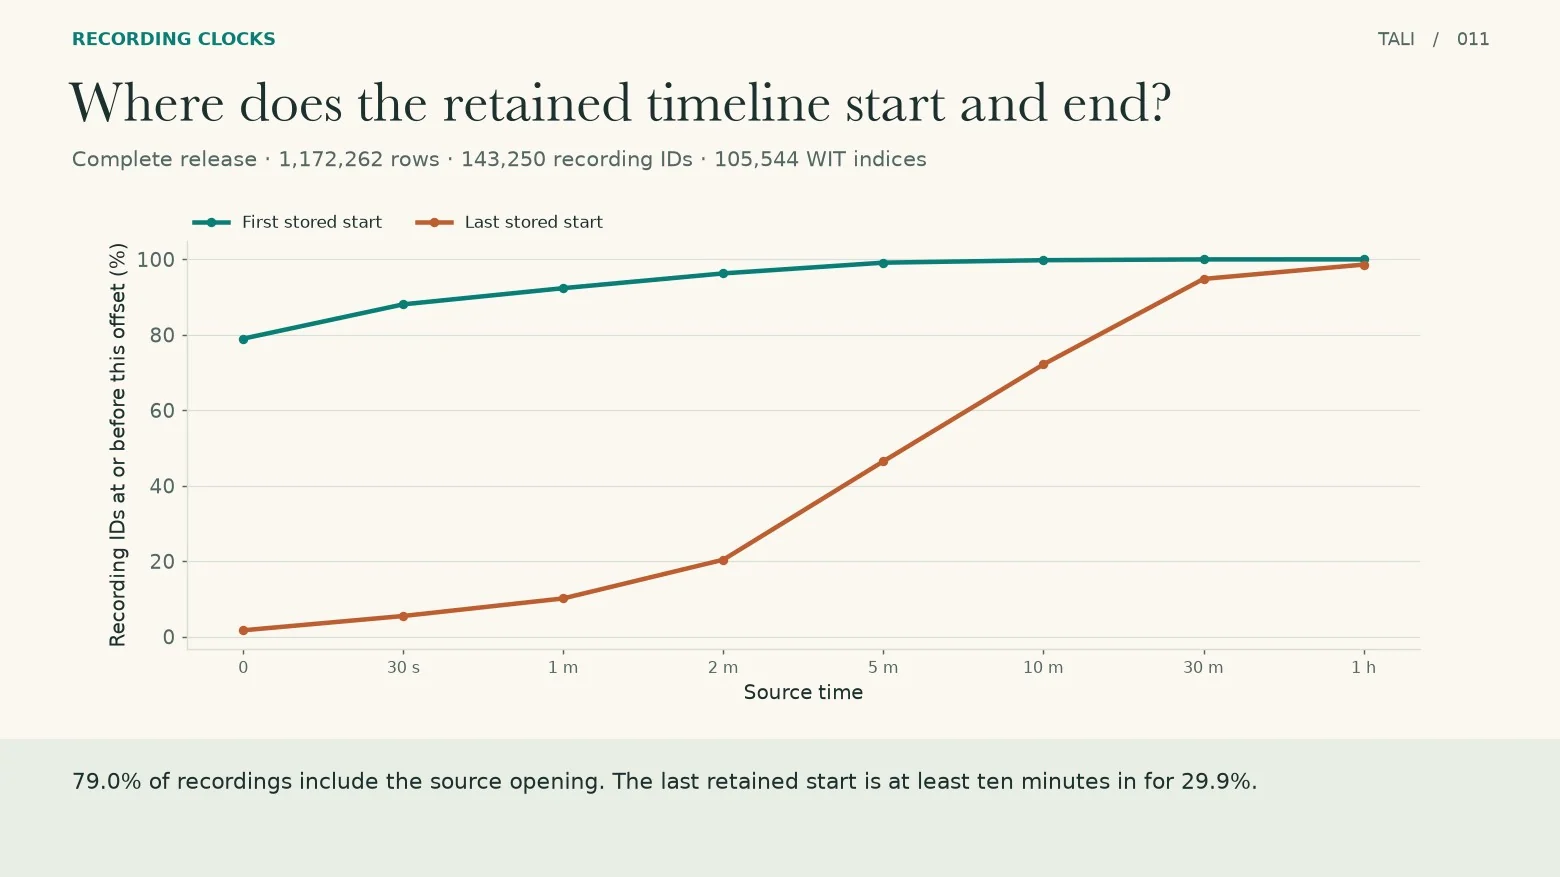 RECORDING CLOCKS
TALI / 011
Where does the retained timeline start and end?
Complete release · 1,172,262 rows · 143,250 recording IDs · 105,544 WIT indices
First stored start
Last stored start
Recording IDs at or before this offset (%)
100
80
60
40
20
0
0
30 s
1 m
2 m
5 m
10 m
30 m
1 h
Source time
79.0% of recordings include the source opening. The last retained start is at least ten minutes in for 29.9%.